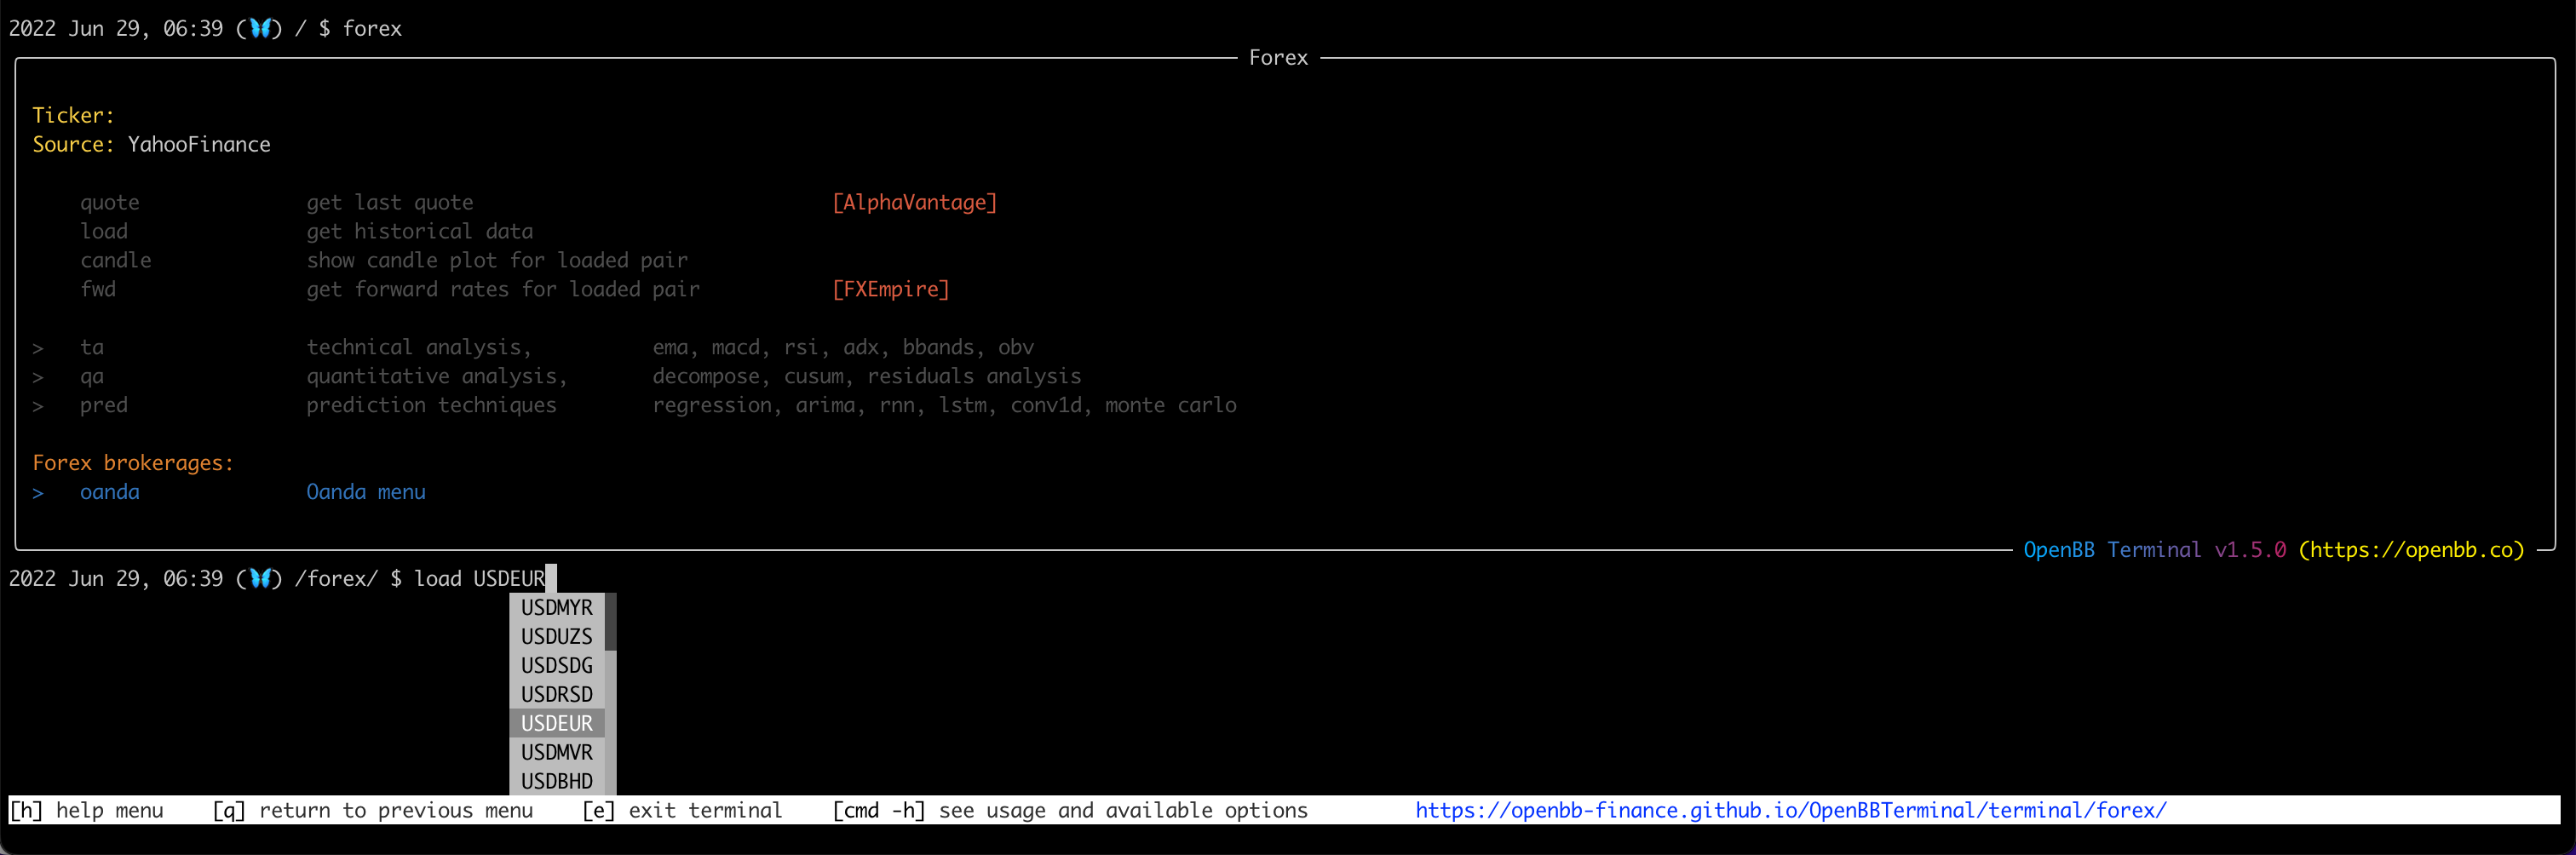 2022 Jun 29, 06:39 (🦋) / $ forex
Forex
Ticker:
Source: YahooFinance
quote get last quote [AlphaVantage]
load get historical data
candle show candle plot for loaded pair
fwd get forward rates for loaded pair [FXEmpire]
> ta technical analysis, ema, macd, rsi, adx, bbands, obv
> qa quantitative analysis, decompose, cusum, residuals analysis
> pred prediction techniques regression, arima, rnn, lstm, conv1d, monte carlo
Forex brokerages:
> oanda Oanda menu
OpenBB Terminal v1.5.0 (https://openbb.co)
2022 Jun 29, 06:39 (🦋) /forex/ $ load USDEUR
USDMYR
USDUZS
USDSDG
USDRSD
USDEUR
USDMVR
USDBHD
[h] help menu [q] return to previous menu [e] exit terminal [cmd -h] see usage and available options https://openbb-finance.github.io/OpenBBTerminal/terminal/forex/